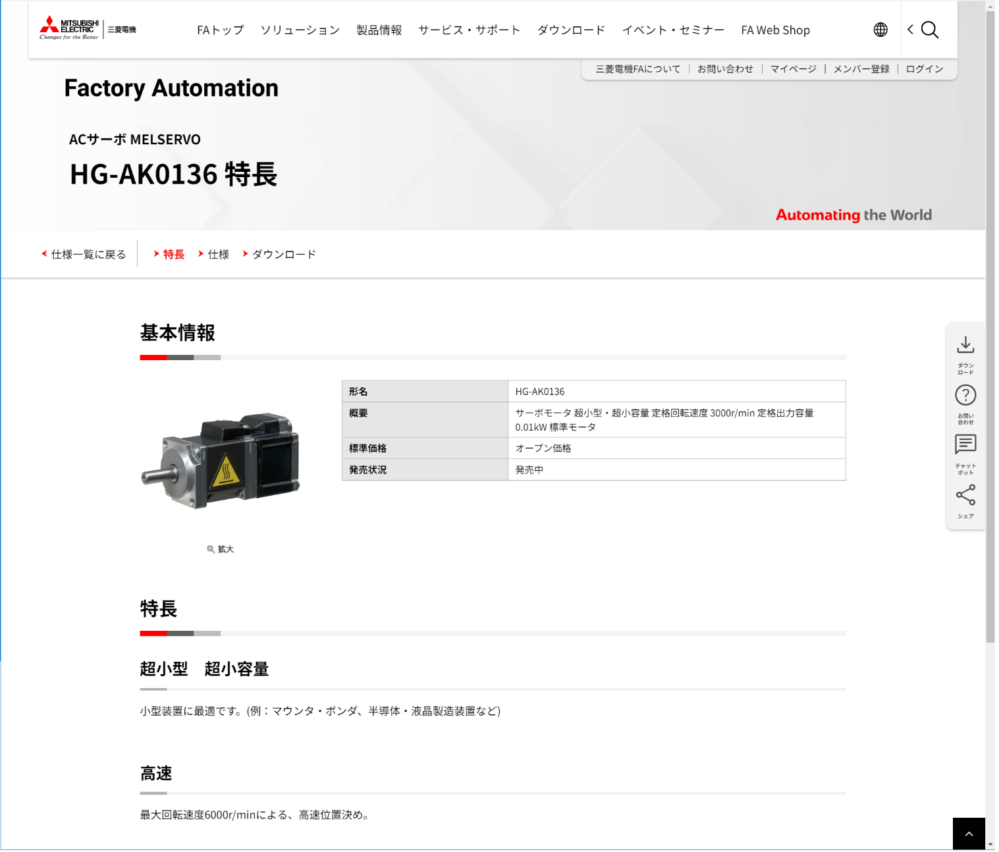 MITSUBISHI
ELECTRIC
Changes for the Better
三菱電機
FAトップ ソリューション 製品情報 サービス・サポート ダウンロード イベント・セミナー FA Web Shop
三菱電機FAについて お問い合わせ マイページ メンバー登録 ログイン
Factory Automation
ACサーボ MELSERVO
HG-AK0136 特長
Automating the World
仕様一覧に戻る 特長 仕様 ダウンロード
基本情報
形名 HG-AK0136
概要 サーボモータ 超小型・超小容量 定格回転速度 3000r/min 定格出力容量
0.01kW 標準モータ
標準価格 オープン価格
発売状況 発売中
拡大
ダウン
ロード
お問い
合わせ
チャット
ボット
シェア
特長
超小型　超小容量
小型装置に最適です。(例：マウンタ・ボンダ、半導体・液晶製造装置など)
高速
最大回転速度6000r/minによる、高速位置決め。